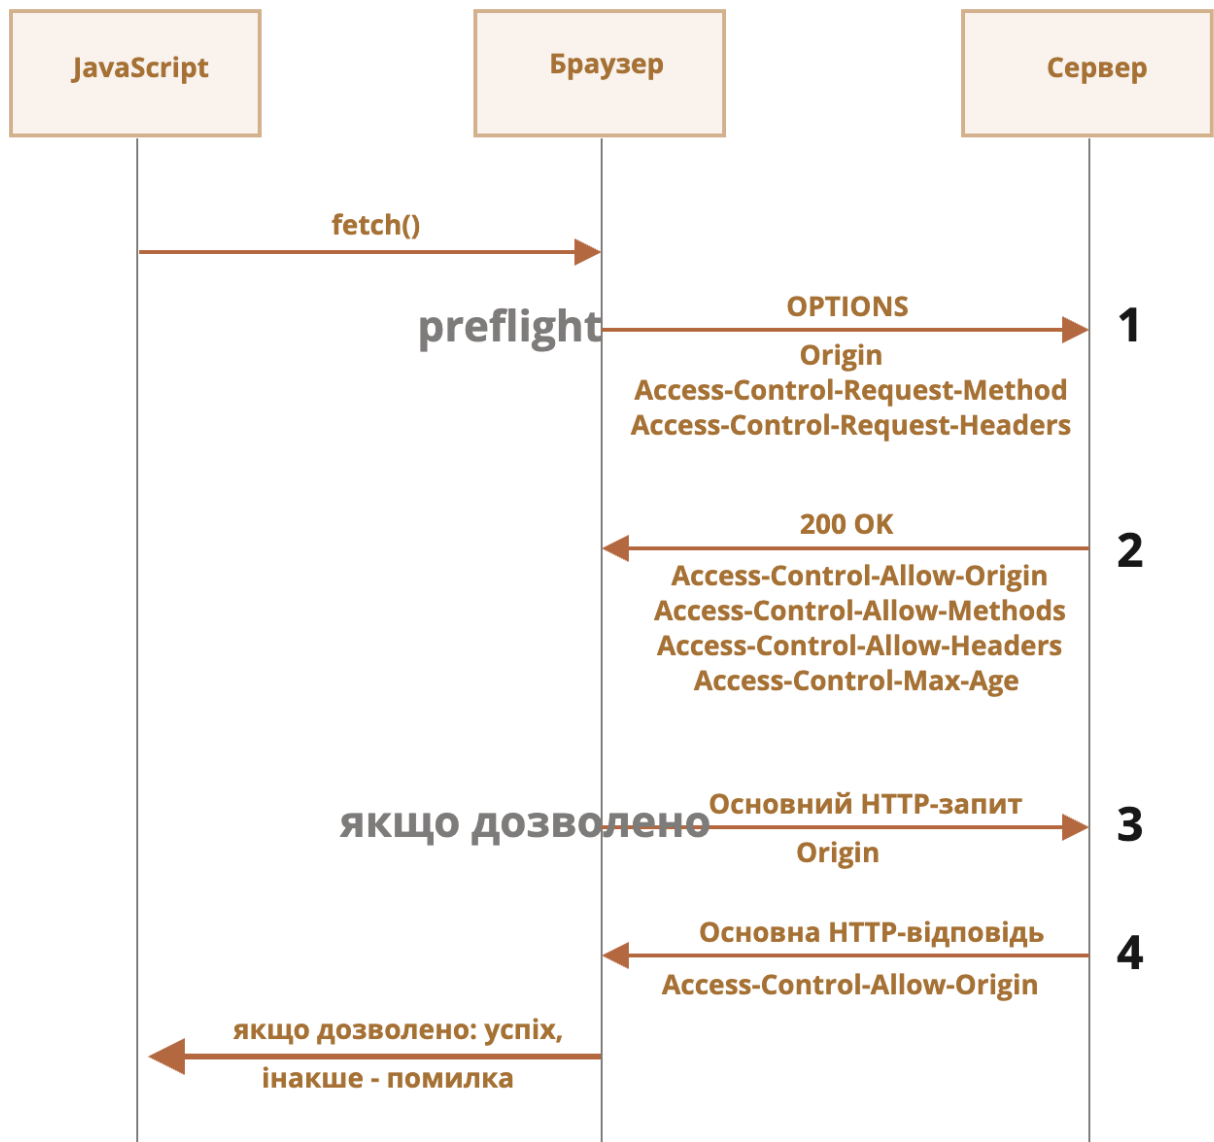 JavaScript
Браузер
Сервер
fetch()
preflight
OPTIONS
1
Origin
Access-Control-Request-Method
Access-Control-Request-Headers
200 OK
2
Access-Control-Allow-Origin
Access-Control-Allow-Methods
Access-Control-Allow-Headers
Access-Control-Max-Age
якщо дозволено
Основний HTTP-запит
3
Origin
Основна HTTP-відповідь
4
Access-Control-Allow-Origin
якщо дозволено: успіх,
інакше - помилка